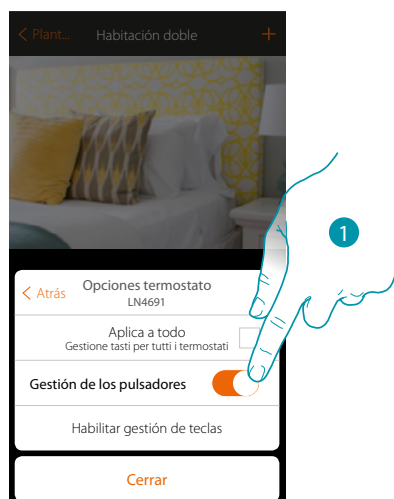 < Plant... Habitación doble +
1
< Atrás Opciones termostato
LN4691
Aplica a todo
Gestione tasti per tutti i termostati
Gestión de los pulsadores
Habilitar gestión de teclas
Cerrar